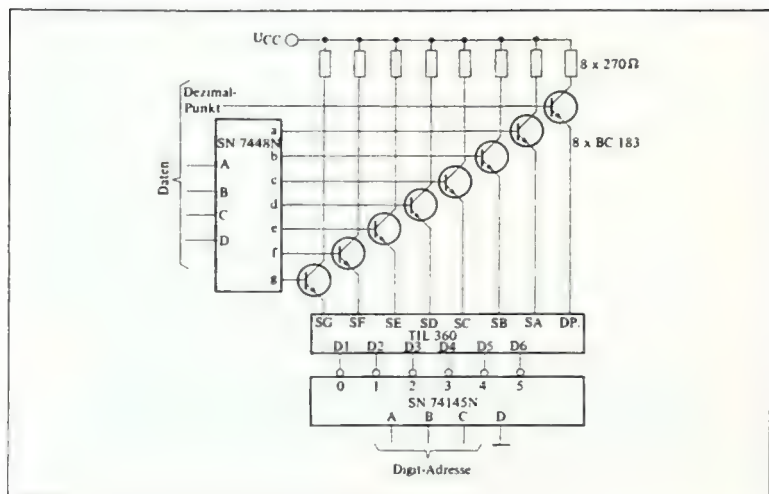 UCC
8 x 270Ω
Dezimal-
Punkt
a
8 x BC 183
SN 7448N
Daten
A
b
B
c
C
d
D
e
f
g
SG SF SE SD SC SB SA DP.
TIL 360
D1 D2 D3 D4 D5 D6
0 1 2 3 4 5
SN 74145N
A B C D
Digit-Adresse